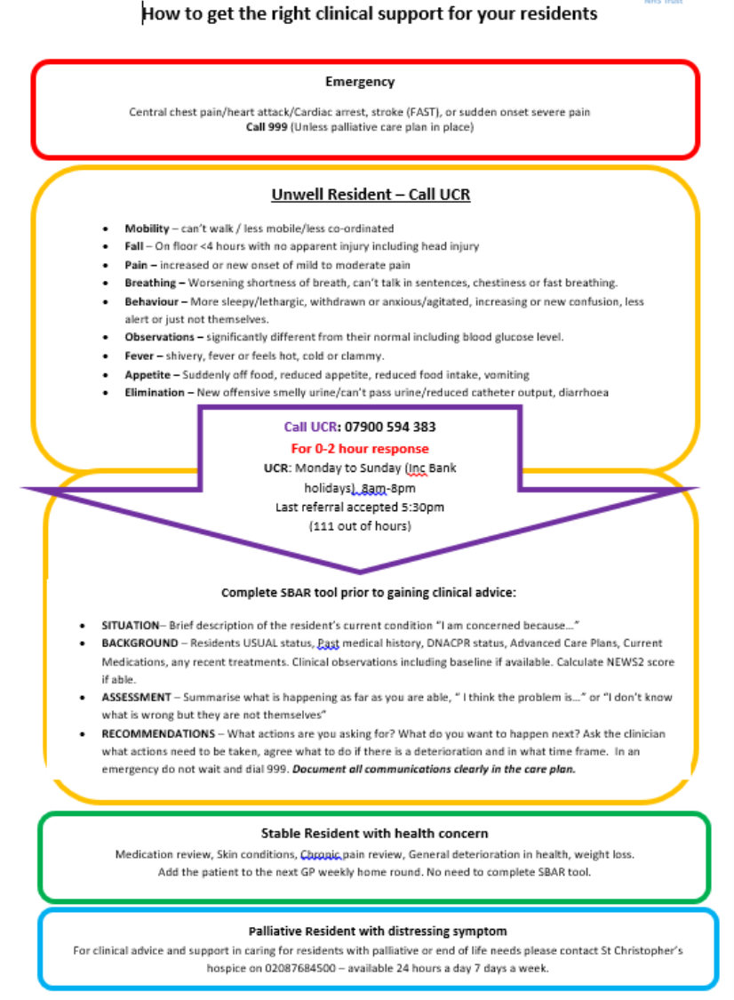 NHS Trust
How to get the right clinical support for your residents
Emergency
Central chest pain/heart attack/Cardiac arrest, stroke (FAST), or sudden onset severe pain
Call 999 (Unless palliative care plan in place)
Unwell Resident – Call UCR
• Mobility – can't walk / less mobile/less co-ordinated
• Fall – On floor <4 hours with no apparent injury including head injury
• Pain – increased or new onset of mild to moderate pain
• Breathing – Worsening shortness of breath, can't talk in sentences, chestiness or fast breathing.
• Behaviour – More sleepy/lethargic, withdrawn or anxious/agitated, increasing or new confusion, less
alert or just not themselves.
• Observations – significantly different from their normal including blood glucose level.
• Fever – shivery, fever or feels hot, cold or clammy.
• Appetite – Suddenly off food, reduced appetite, reduced food intake, vomiting
• Elimination – New offensive smelly urine/can't pass urine/reduced catheter output, diarrhoea
Call UCR: 07900 594 383
For 0-2 hour response
UCR: Monday to Sunday (Inc Bank
holidays), 8am-8pm
Last referral accepted 5:30pm
(111 out of hours)
Complete SBAR tool prior to gaining clinical advice:
• SITUATION– Brief description of the resident's current condition "I am concerned because…"
• BACKGROUND – Residents USUAL status, Past medical history, DNACPR status, Advanced Care Plans, Current
Medications, any recent treatments. Clinical observations including baseline if available. Calculate NEWS2 score
if able.
• ASSESSMENT – Summarise what is happening as far as you are able, " I think the problem is…" or "I don't know
what is wrong but they are not themselves"
• RECOMMENDATIONS – What actions are you asking for? What do you want to happen next? Ask the clinician
what actions need to be taken, agree what to do if there is a deterioration and in what time frame.  In an
emergency do not wait and dial 999. Document all communications clearly in the care plan.
Stable Resident with health concern
Medication review, Skin conditions, Chronic pain review, General deterioration in health, weight loss.
Add the patient to the next GP weekly home round. No need to complete SBAR tool.
Palliative Resident with distressing symptom
For clinical advice and support in caring for residents with palliative or end of life needs please contact St Christopher's
hospice on 02087684500 – available 24 hours a day 7 days a week.